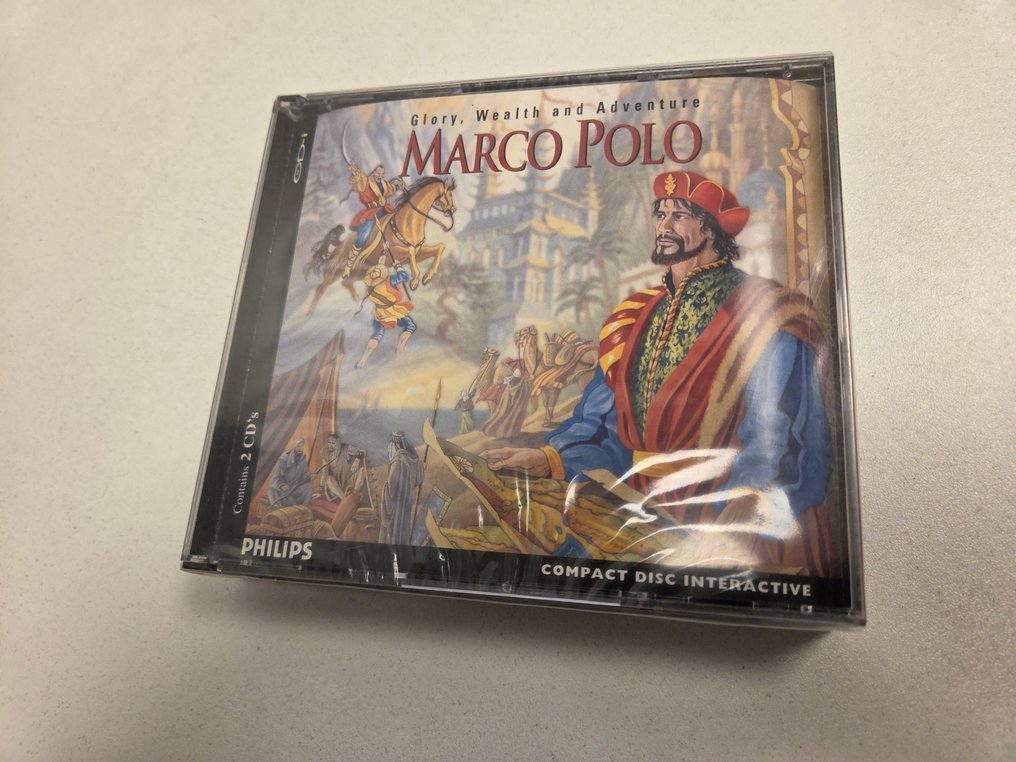 Glory, Wealth and Adventure
MARCO POLO
CD-i
Contains 2 CD's
PHILIPS
COMPACT DISC INTERACTIVE